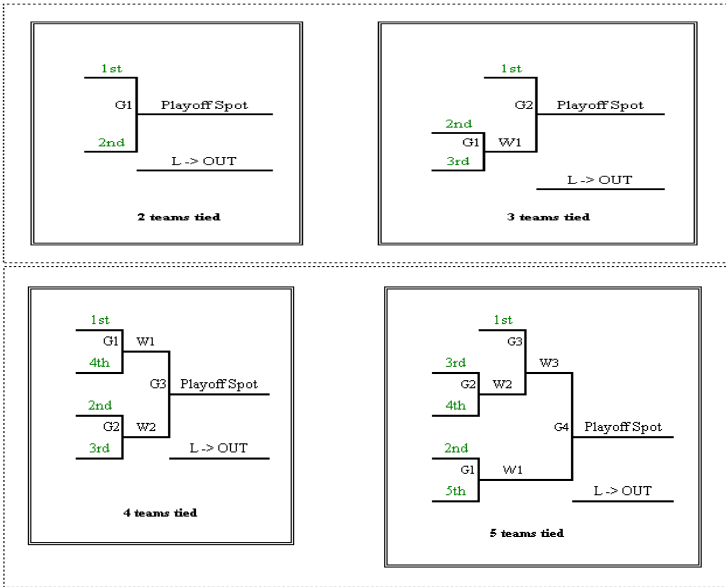 1st
G1 Playoff Spot
2nd
L -> OUT
2 teams tied
1st
G2 Playoff Spot
2nd
G1 W1
3rd
L -> OUT
3 teams tied
1st
G1 W1
4th
G3 Playoff Spot
2nd
G2 W2
3rd
L -> OUT
4 teams tied
1st
G3
3rd
W3
G2 W2
4th
G4 Playoff Spot
2nd
G1 W1
5th
L -> OUT
5 teams tied